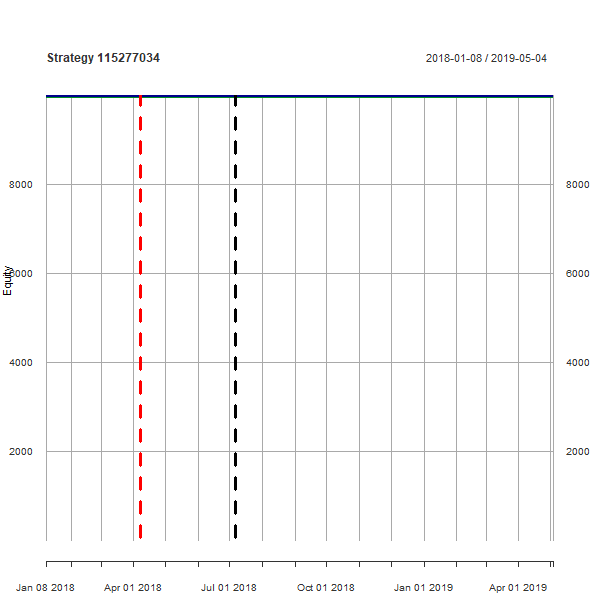 Strategy 115277034
2018-01-08 / 2019-05-04
8000
8000
6000
6000
Equity
4000
4000
2000
2000
Jan 08 2018
Apr 01 2018
Jul 01 2018
Oct 01 2018
Jan 01 2019
Apr 01 2019